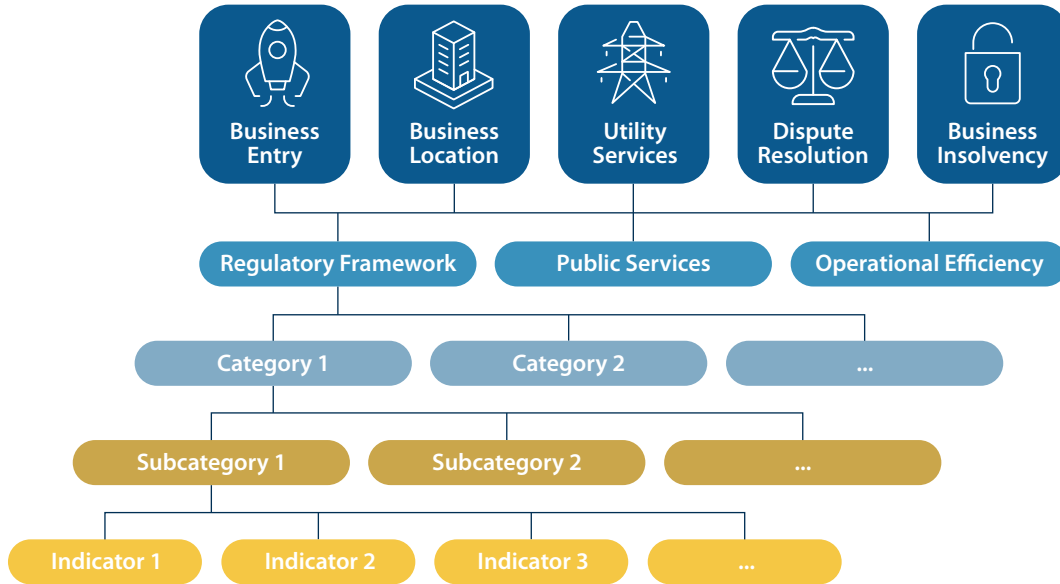 Business
Entry
Business
Location
Utility
Services
Dispute
Resolution
Business
Insolvency
Regulatory Framework
Public Services
Operational Efficiency
Category 1
Category 2
...
Subcategory 1
Subcategory 2
...
Indicator 1
Indicator 2
Indicator 3
...